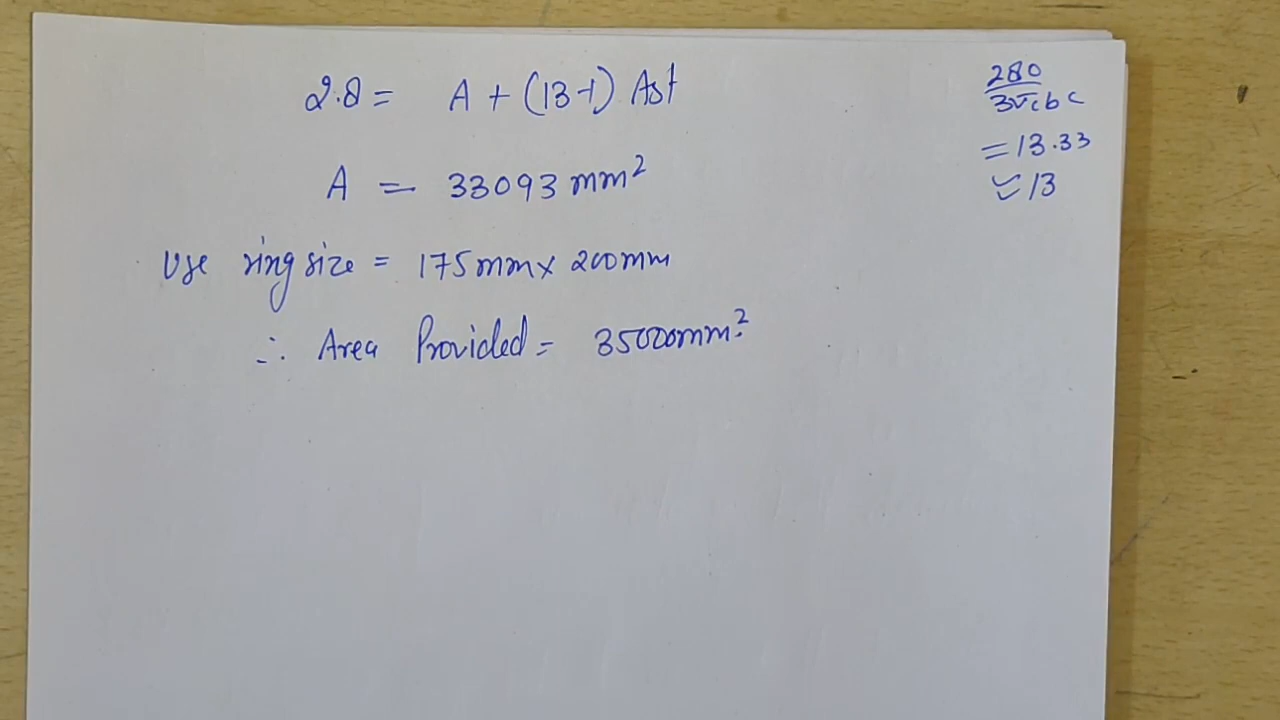 2.8 = A + (13-1) Ast
A = 33093 mm²
Use ring size = 175mm x 200mm
∴ Area Provided = 35000mm²
280
3σcbc
= 13.33
≈ 13